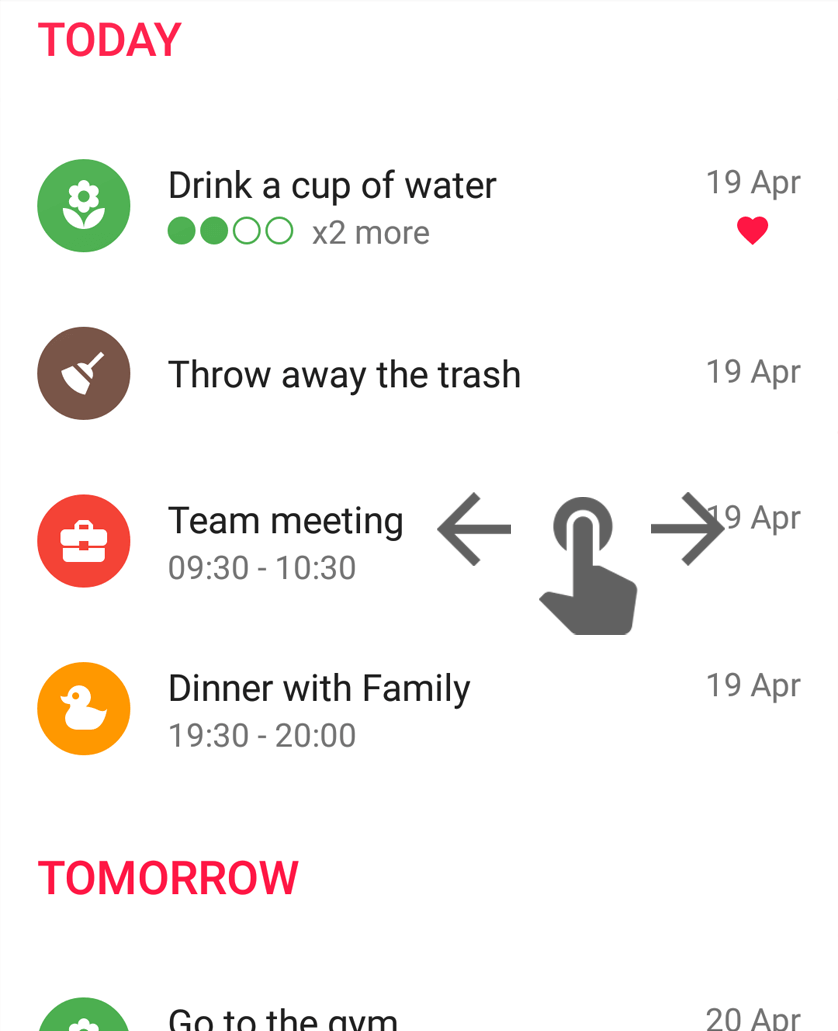 TODAY
Drink a cup of water
19 Apr
x2 more
Throw away the trash
19 Apr
Team meeting
19 Apr
09:30 - 10:30
Dinner with Family
19 Apr
19:30 - 20:00
TOMORROW
Go to the gym
20 Apr